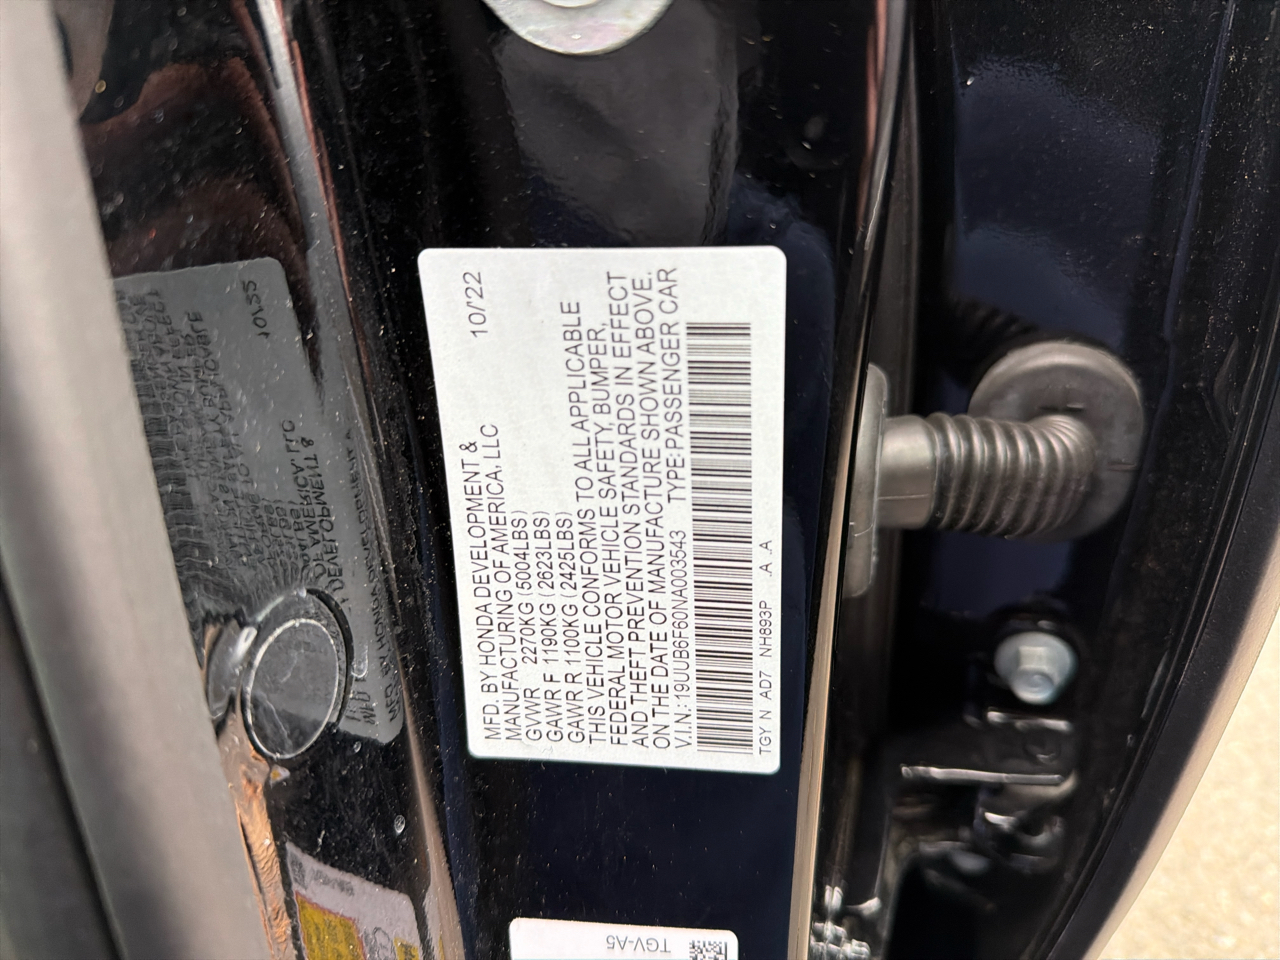 MFD. BY HONDA DEVELOPMENT & 10/22
MANUFACTURING OF AMERICA, LLC
GVWR 2270KG (5004LBS)
GAWR F 1190KG (2623LBS)
GAWR R 1100KG (2425LBS)
THIS VEHICLE CONFORMS TO ALL APPLICABLE
FEDERAL MOTOR VEHICLE SAFETY, BUMPER,
AND THEFT PREVENTION STANDARDS IN EFFECT
ON THE DATE OF MANUFACTURE SHOWN ABOVE.
V.I.N.:19UUB6F60NA003543 TYPE:PASSENGER CAR
TGY N AD7 NH893P .A .A
TGV-A5